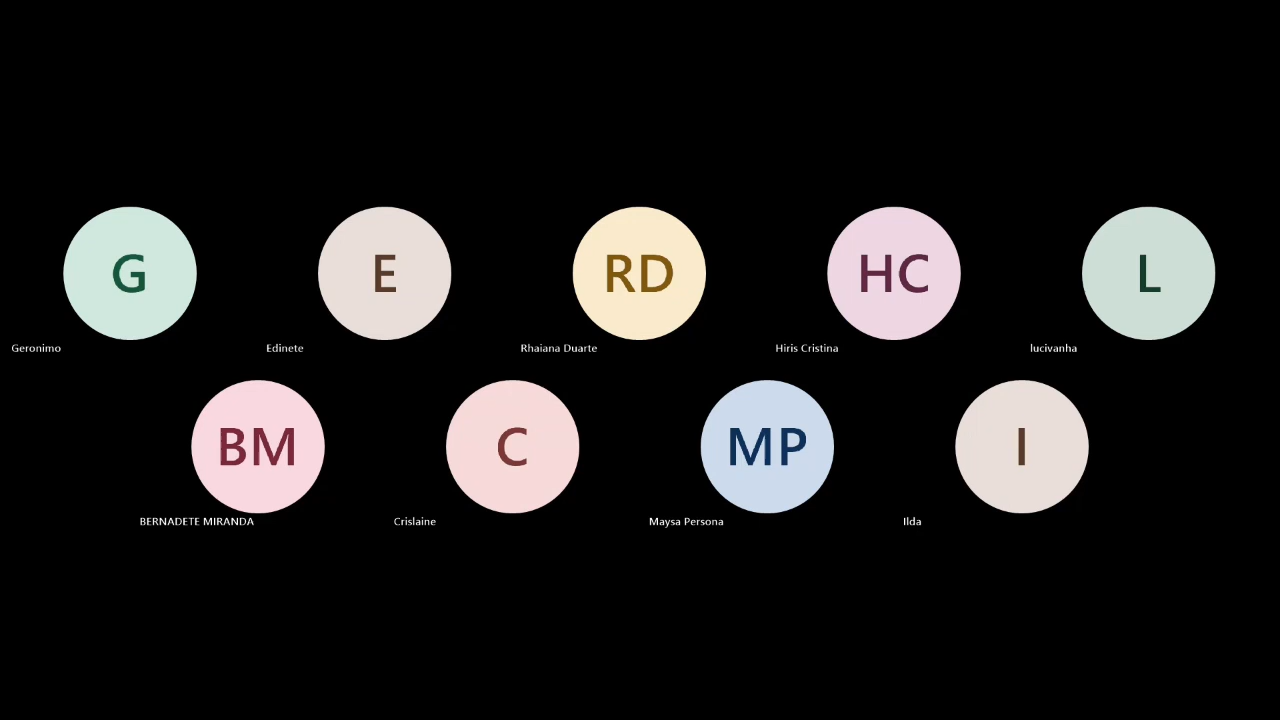 G
E
RD
HC
L
Geronimo
Edinete
Rhaiana Duarte
Hiris Cristina
lucivanha
BM
C
MP
I
BERNADETE MIRANDA
Crislaine
Maysa Persona
Ilda